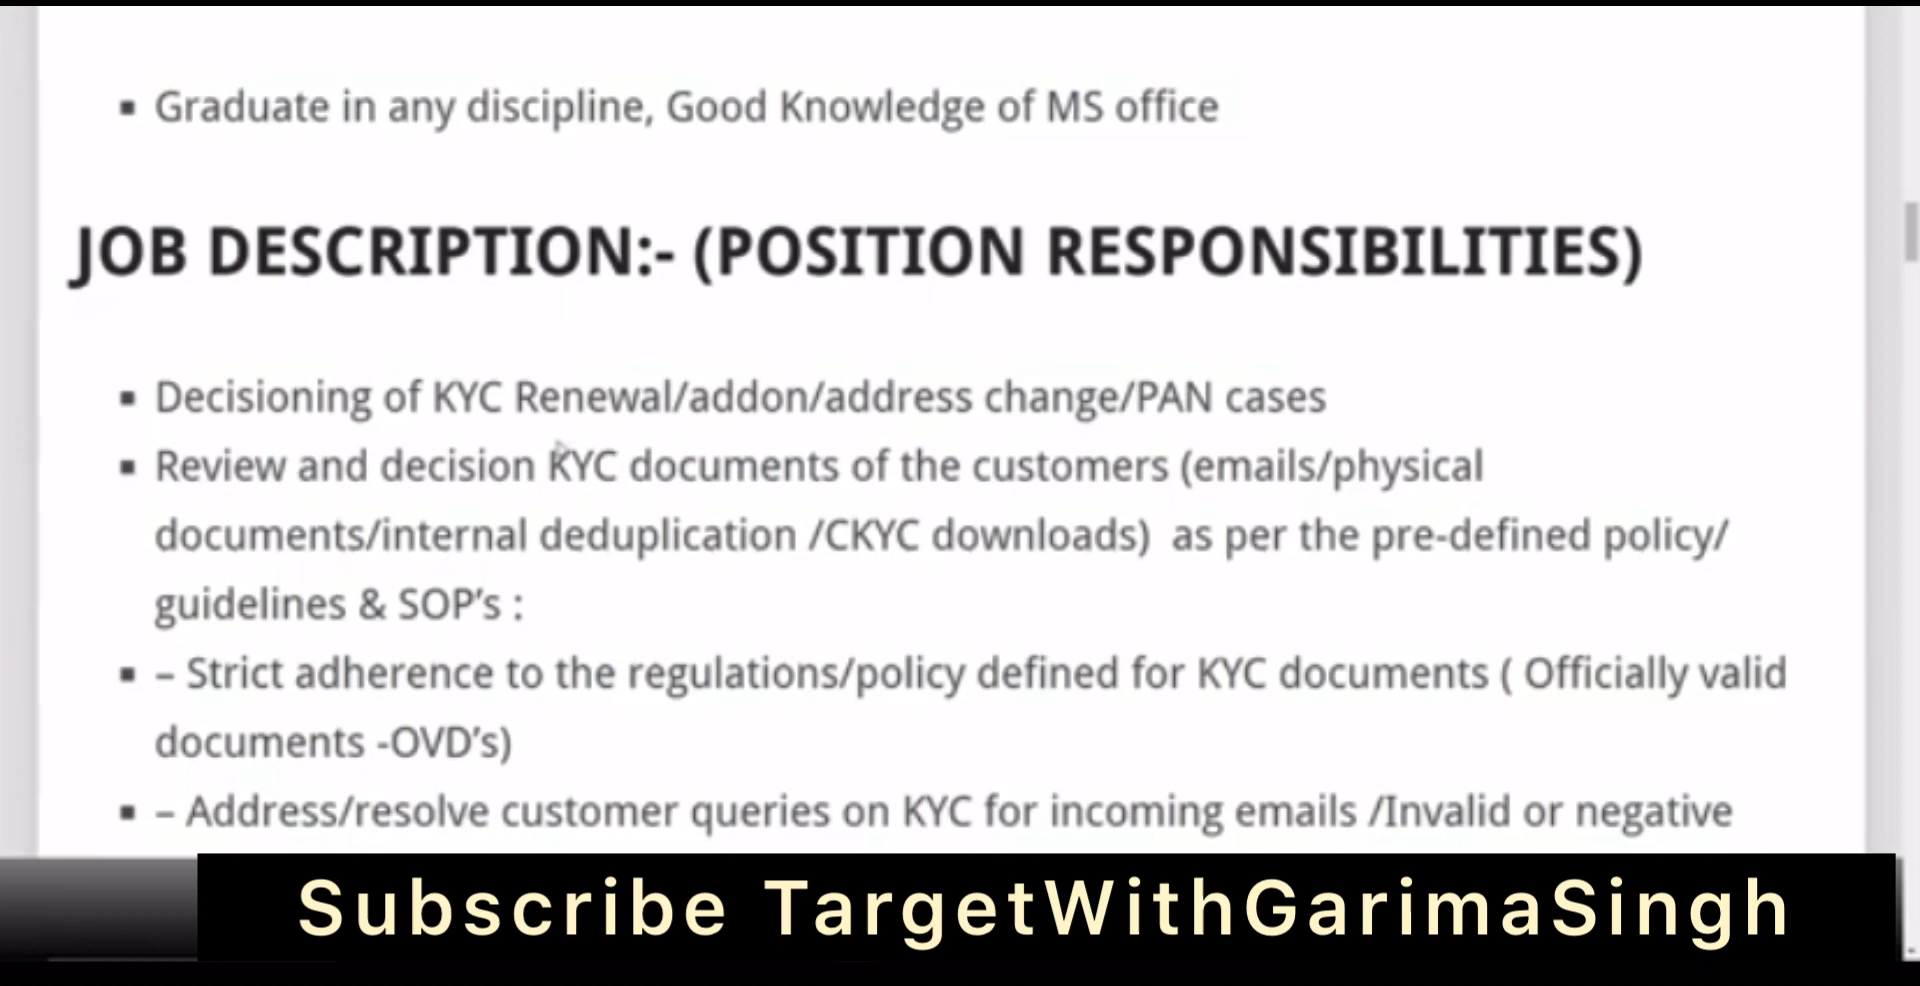 ▪ Graduate in any discipline, Good Knowledge of MS office
JOB DESCRIPTION:- (POSITION RESPONSIBILITIES)
▪ Decisioning of KYC Renewal/addon/address change/PAN cases
▪ Review and decision KYC documents of the customers (emails/physical
documents/internal deduplication /CKYC downloads)  as per the pre-defined policy/
guidelines & SOP’s :
▪ – Strict adherence to the regulations/policy defined for KYC documents ( Officially valid
documents -OVD’s)
▪ – Address/resolve customer queries on KYC for incoming emails /Invalid or negative
Subscribe TargetWithGarimaSingh